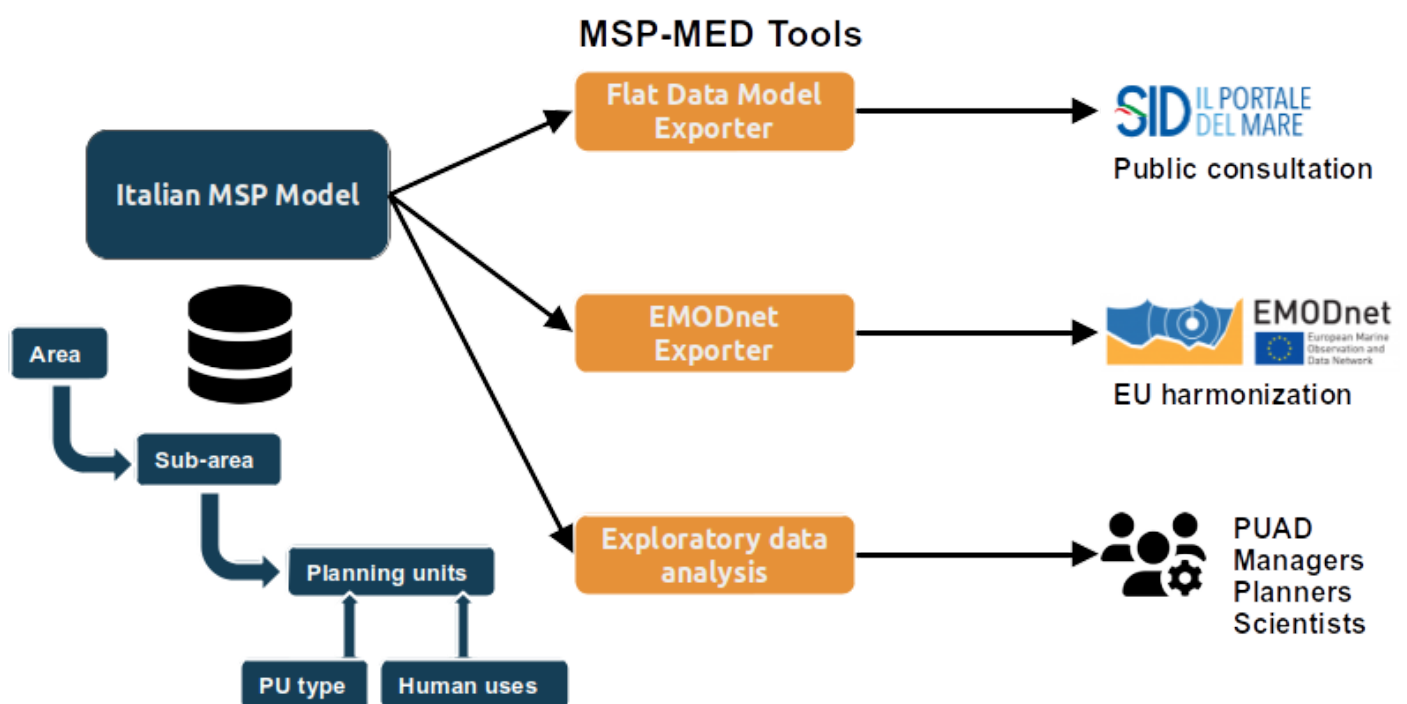 MSP-MED Tools
Italian MSP Model
Flat Data Model
Exporter
SID IL PORTALE
DEL MARE
Public consultation
EMODnet
Exporter
EMODnet
European Marine
Observation and
Data Network
EU harmonization
Exploratory data
analysis
PUAD
Managers
Planners
Scientists
Area
Sub-area
Planning units
PU type
Human uses